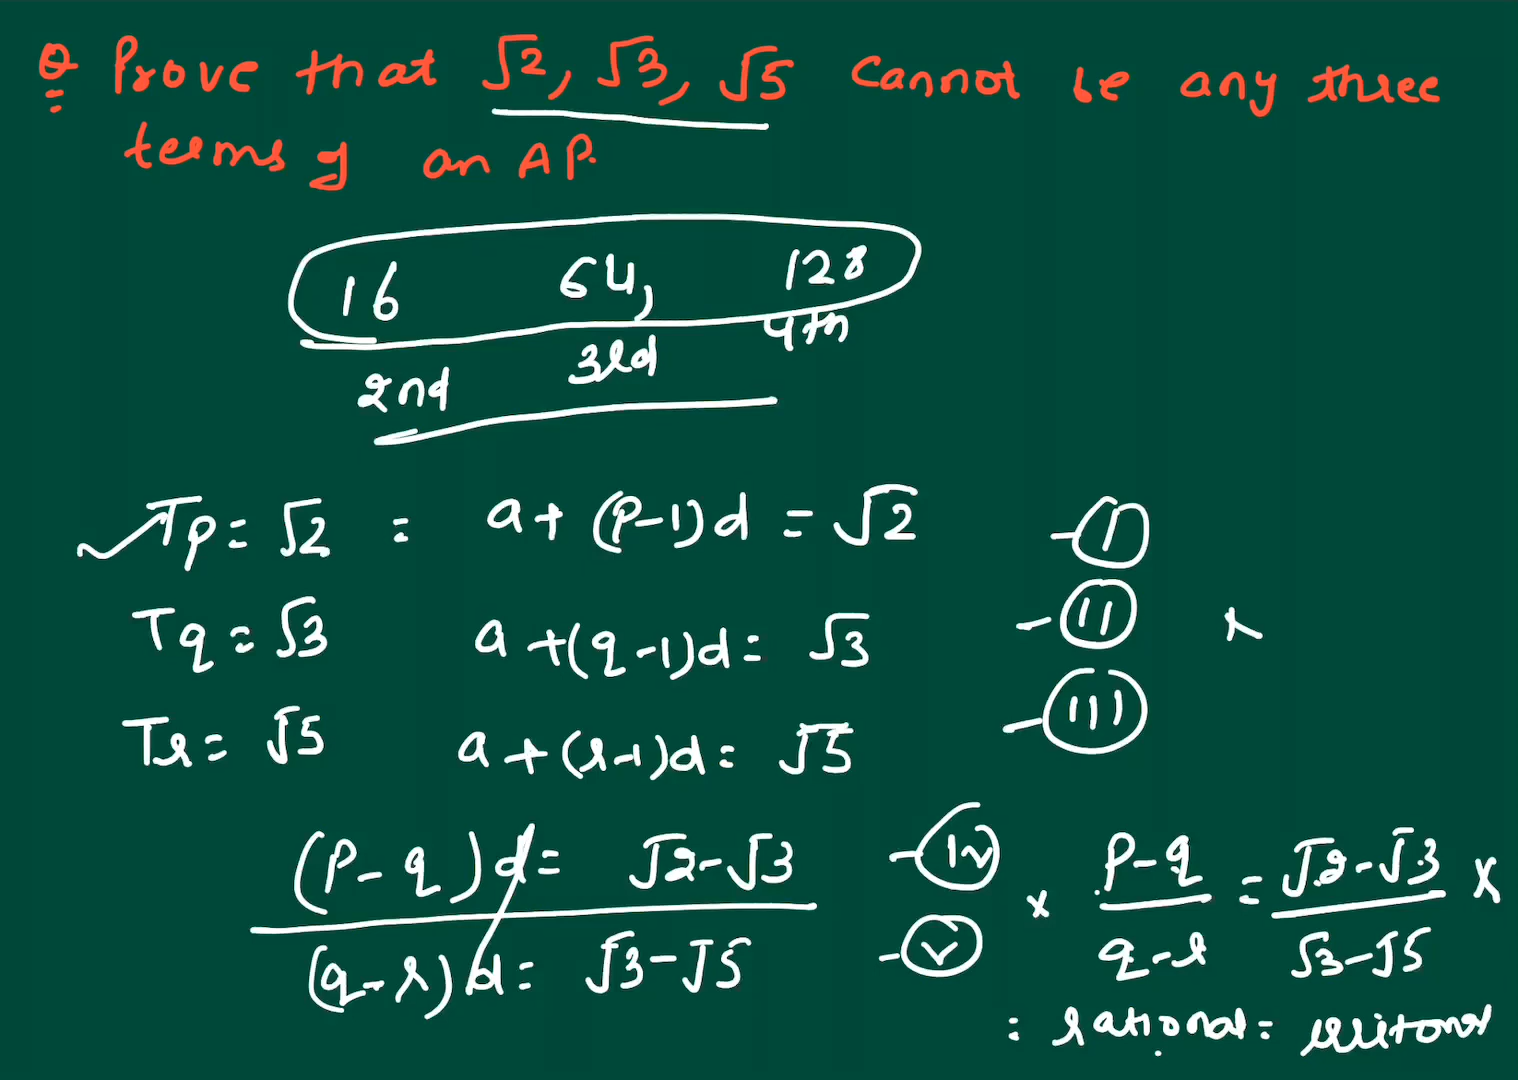 Q Prove that √2, √3, √5 cannot be any three
terms of an AP.
16 64, 128
2nd 3rd 4th
Tp = √2 = a + (p-1)d = √2 - (I)
Tq = √3 a + (q-1)d = √3 - (II)
Tr = √5 a + (r-1)d = √5 - (III)
(p-q)d = √2-√3 - (IV)
(q-r)d = √3-√5 - (V)
× p-q / q-r = √2-√3 / √3-√5 ×
= rational =